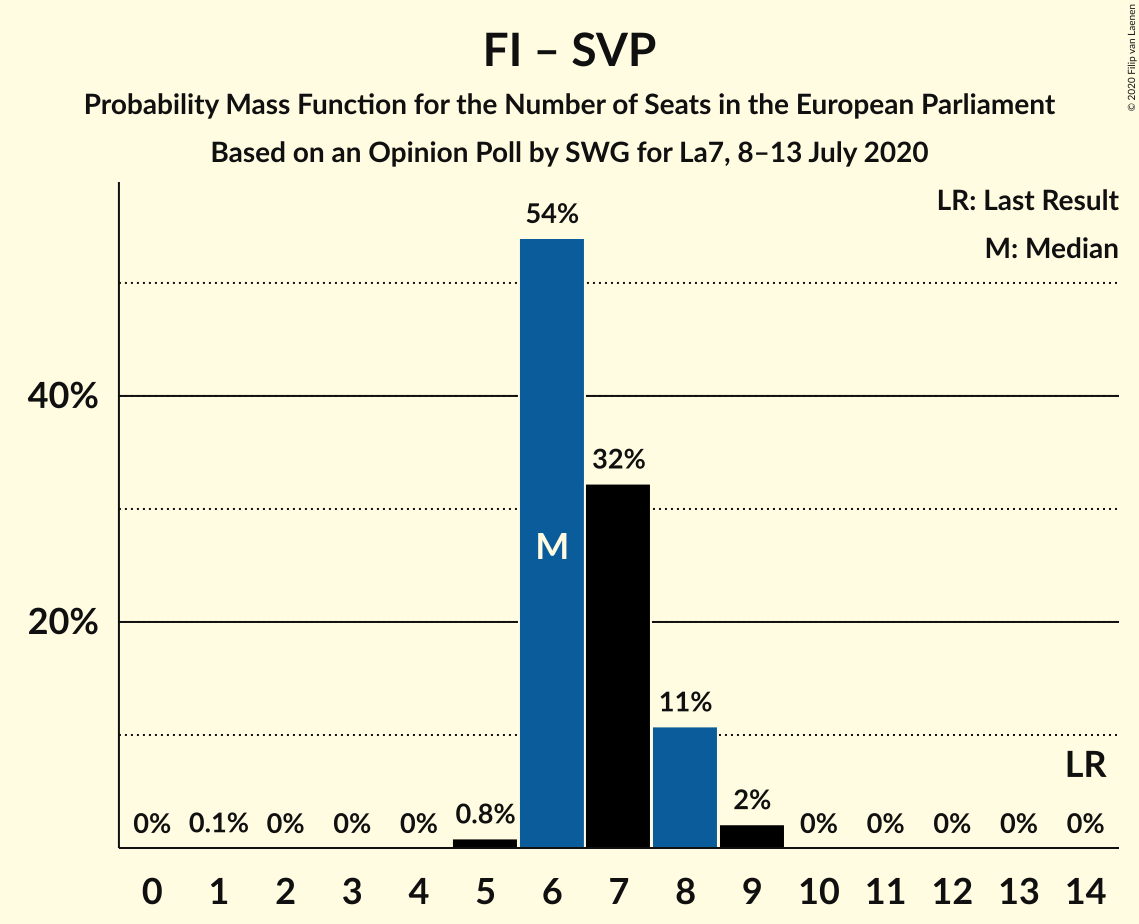 FI – SVP
Probability Mass Function for the Number of Seats in the European Parliament
Based on an Opinion Poll by SWG for La7, 8–13 July 2020
© 2020 Filip van Laenen
LR: Last Result
M: Median
40%
20%
0%
0.1%
0%
0%
0%
0.8%
54%
M
32%
11%
2%
0%
0%
0%
0%
0%
LR
0 1 2 3 4 5 6 7 8 9 10 11 12 13 14